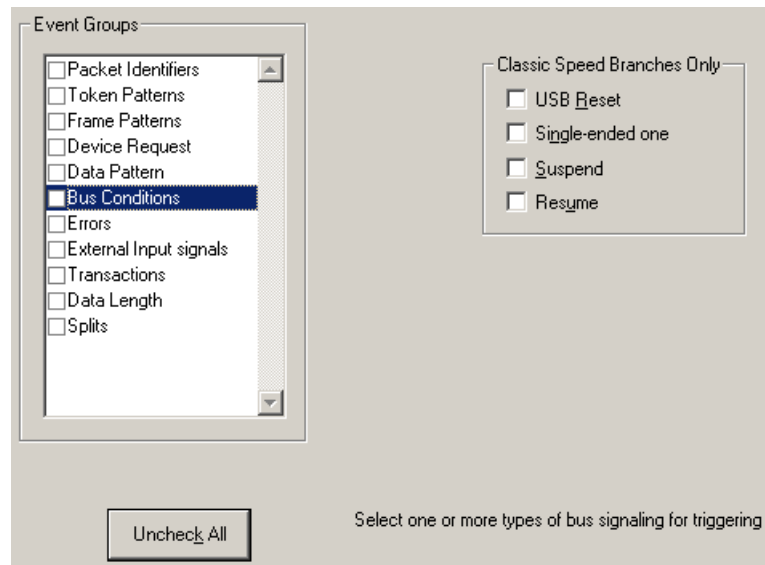 Event Groups
Packet Identifiers
Token Patterns
Frame Patterns
Device Request
Data Pattern
Bus Conditions
Errors
External Input signals
Transactions
Data Length
Splits
Classic Speed Branches Only
USB Reset
Single-ended one
Suspend
Resume
Uncheck All
Select one or more types of bus signaling for triggering